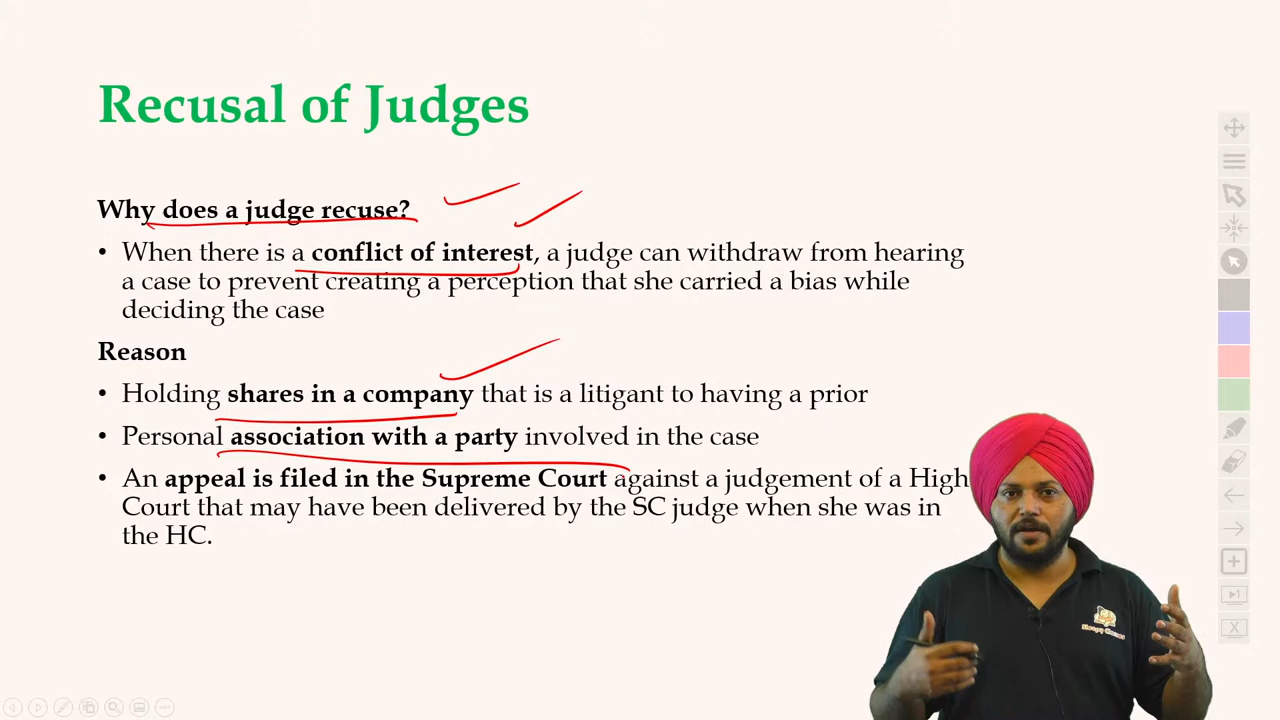 Recusal of Judges
Why does a judge recuse?
• When there is a conflict of interest, a judge can withdraw from hearing
a case to prevent creating a perception that she carried a bias while
deciding the case
Reason
• Holding shares in a company that is a litigant to having a prior
• Personal association with a party involved in the case
• An appeal is filed in the Supreme Court against a judgement of a High
Court that may have been delivered by the SC judge when she was in
the HC.